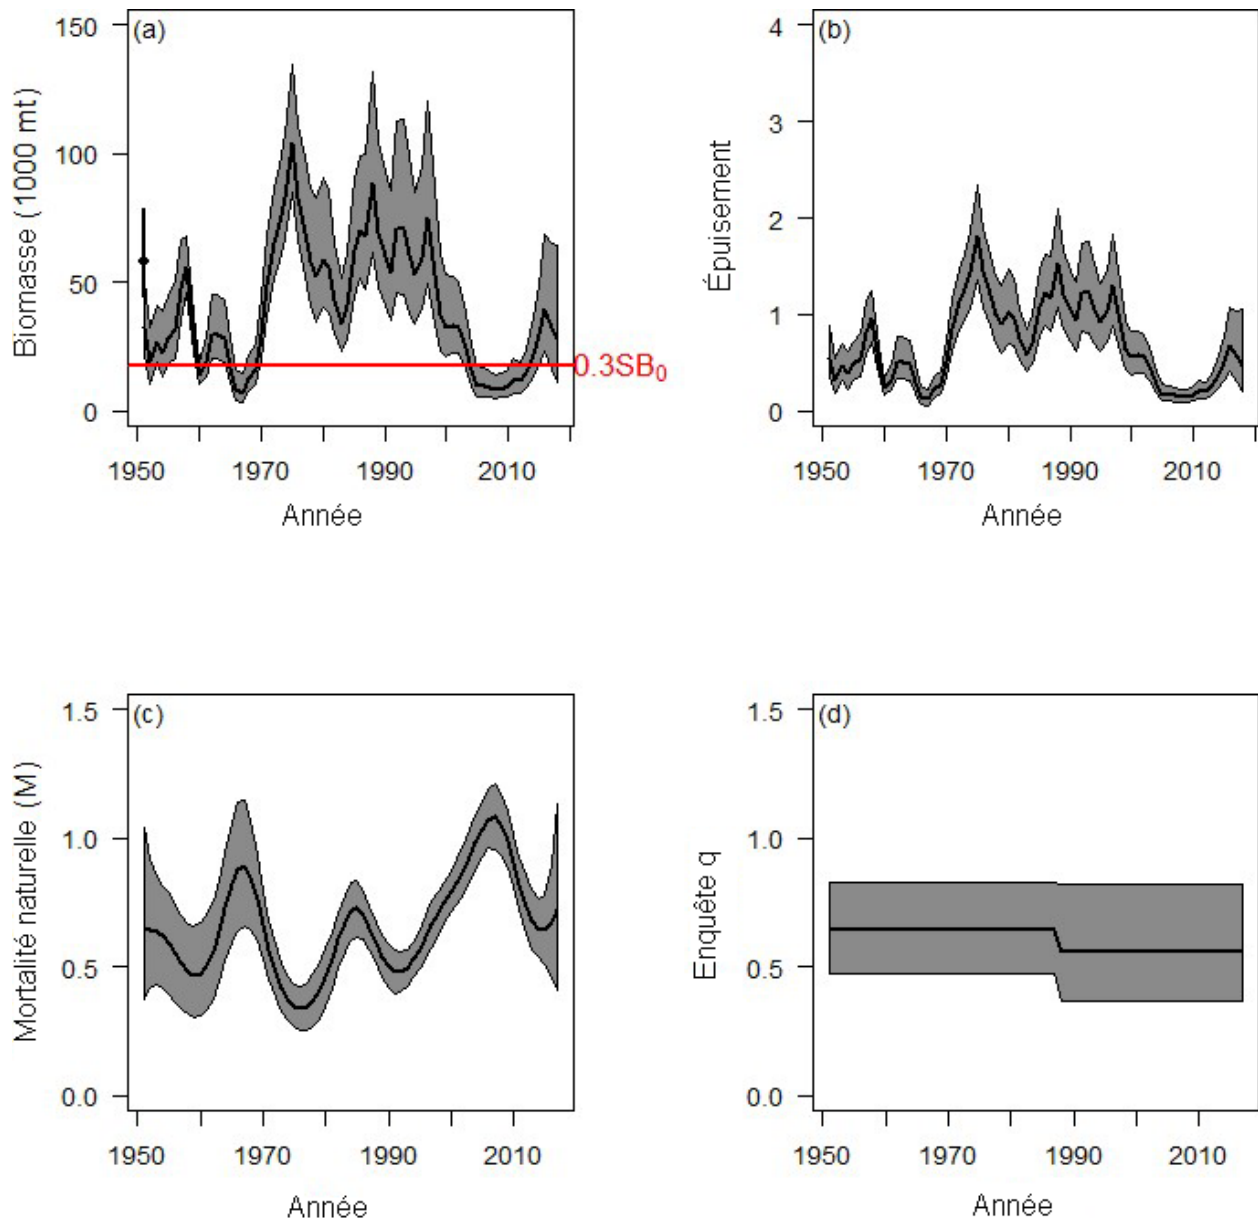 (a)
150
100
50
0
Biomasse (1000 mt)
0.3SB₀
1950 1970 1990 2010
Année
(b)
4
3
2
1
0
Épuisement
1950 1970 1990 2010
Année
(c)
1.5
1.0
0.5
0.0
Mortalité naturelle (M)
1950 1970 1990 2010
Année
(d)
1.5
1.0
0.5
0.0
Enquête q
1950 1970 1990 2010
Année